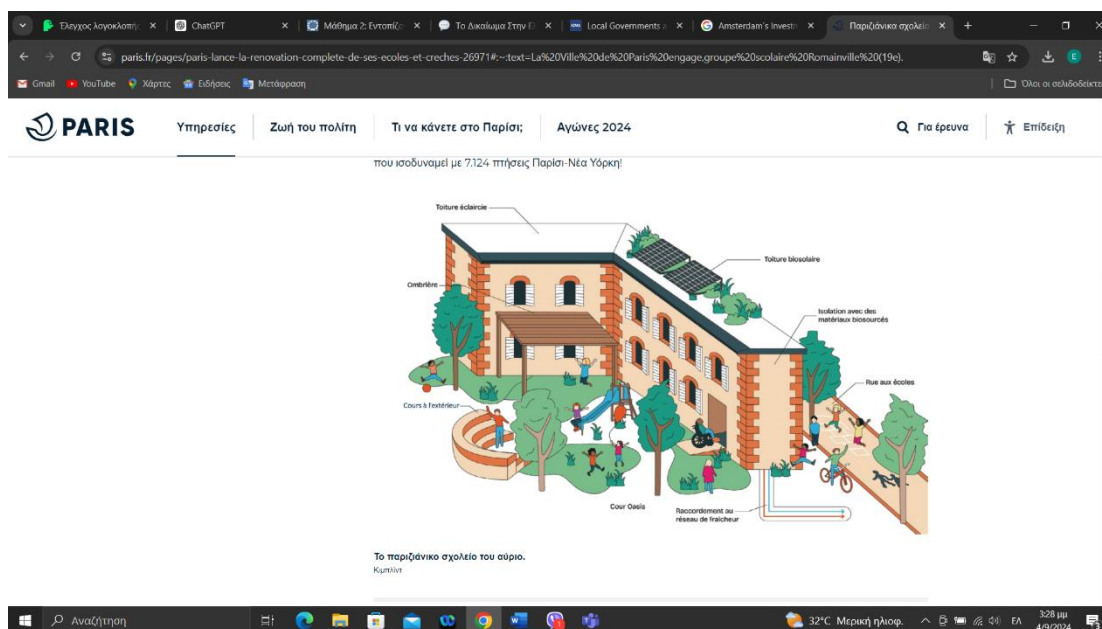 Έλεγχος λογοκλοπής
ChatGPT
Μάθημα 2: Εντοπίζο
Το Δικαίωμα Στην Ε
Local Governments a
Amsterdam's Investm
Παριζιάνικα σχολεία
paris.fr/pages/paris-lance-la-renovation-complete-de-ses-ecoles-et-creches-26971#:~:text=La%20Ville%20de%20Paris%20engage,groupe%20scolaire%20Romainville%20(19e).
E
Gmail
YouTube
Χάρτες
Ειδήσεις
Μετάφραση
Όλοι οι σελιδοδείκτε
PARIS
Υπηρεσίες
Ζωή του πολίτη
Τι να κάνετε στο Παρίσι;
Αγώνες 2024
Για έρευνα
Επίδειξη
που ισοδυναμεί με 7.124 πτήσεις Παρίσι-Νέα Υόρκη!
Toiture éclaircie
Toiture biosolaire
Ombrière
Isolation avec des
matériaux biosourcés
Rue aux écoles
Cours à l'extérieur
Cour Oasis
Raccordement au
réseau de fraîcheur
Το παριζιάνικο σχολείο του αύριο.
Κιμπλίντ
Αναζήτηση
32°C Μερική ηλιοφ.
ΕΛ
3:28 μμ
4/9/2024